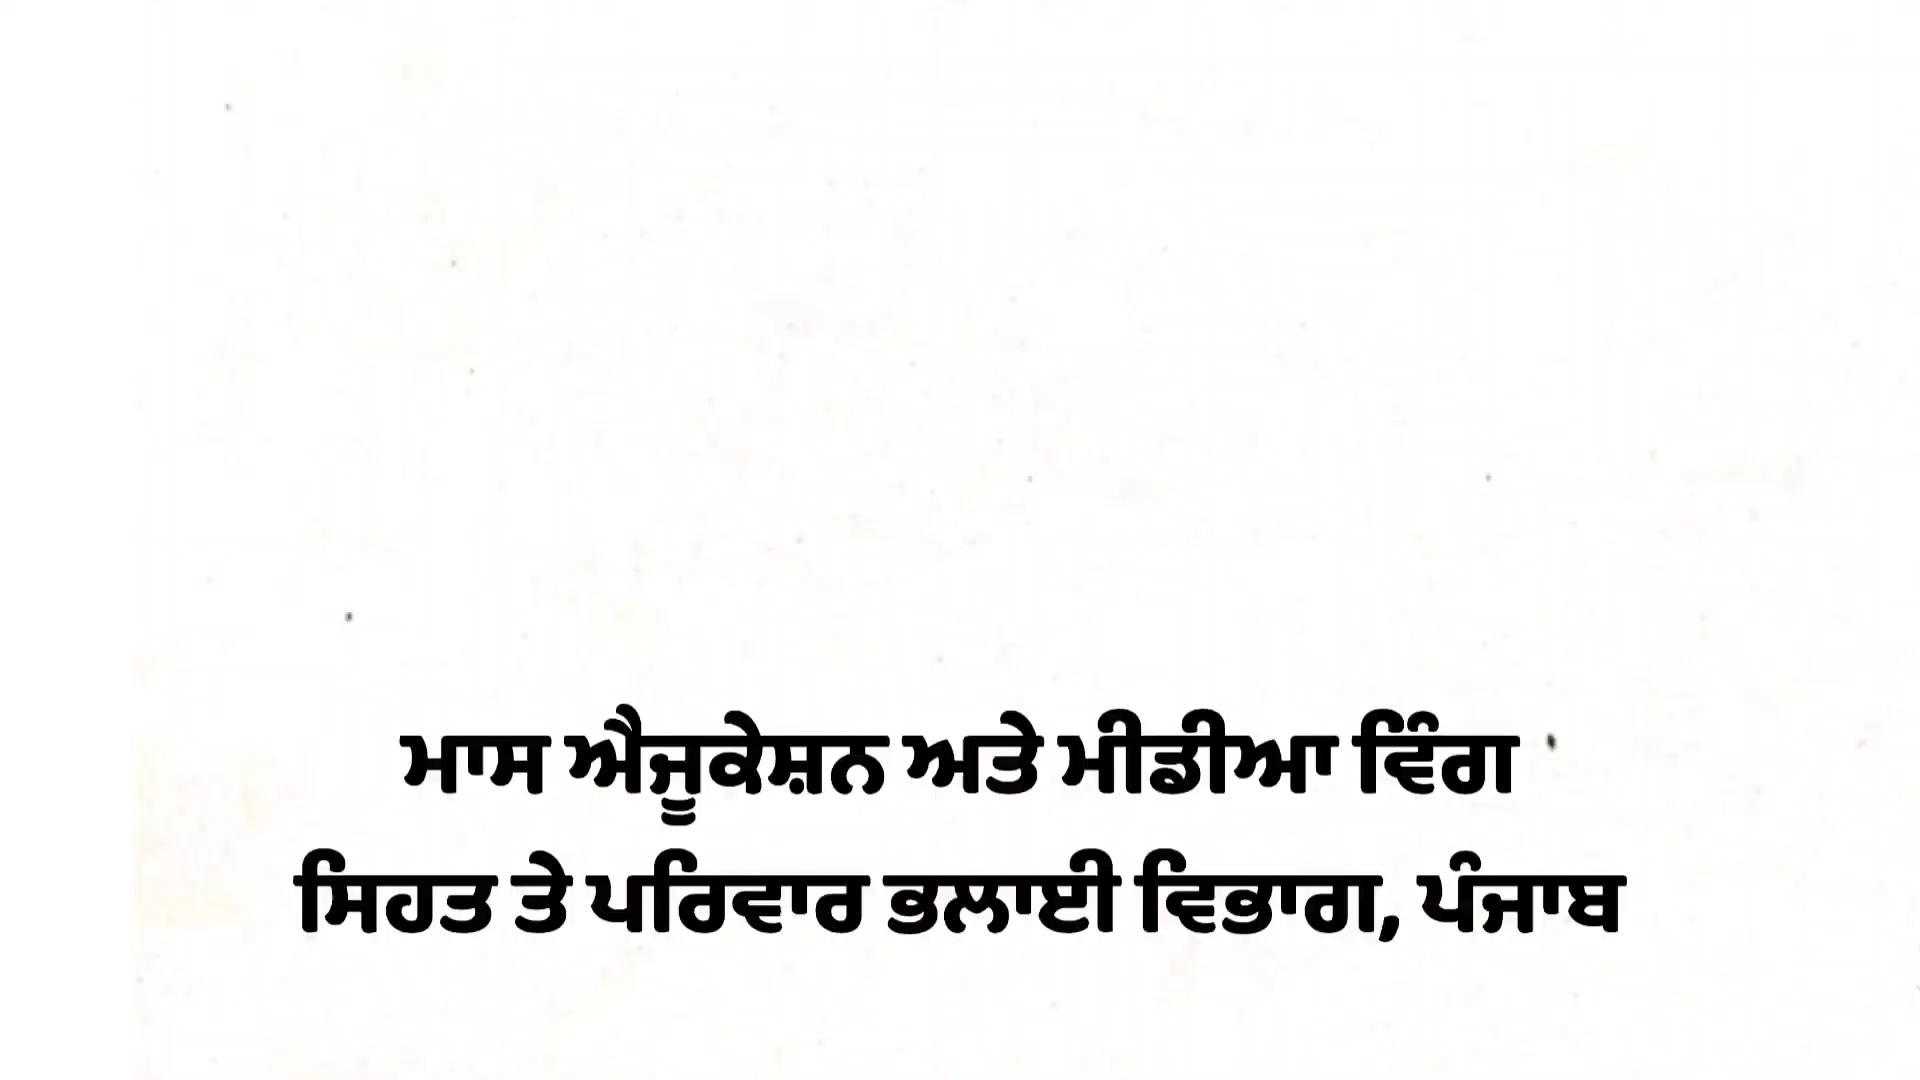 ਮਾਸ ਐਜੂਕੇਸ਼ਨ ਅਤੇ ਮੀਡੀਆ ਵਿੰਗ
ਸਿਹਤ ਤੇ ਪਰਿਵਾਰ ਭਲਾਈ ਵਿਭਾਗ, ਪੰਜਾਬ